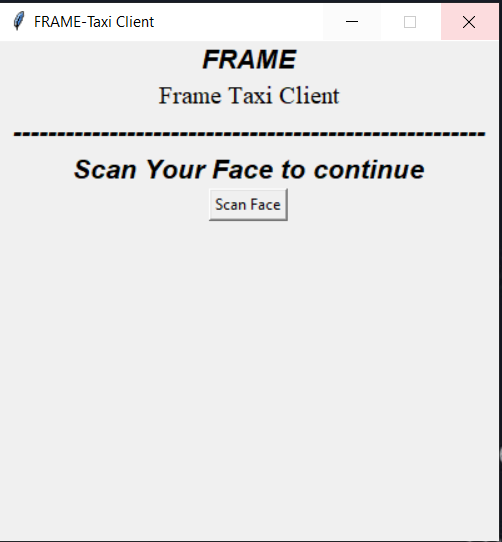 FRAME-Taxi Client
FRAME
Frame Taxi Client
------------------------------------------------------
Scan Your Face to continue
Scan Face